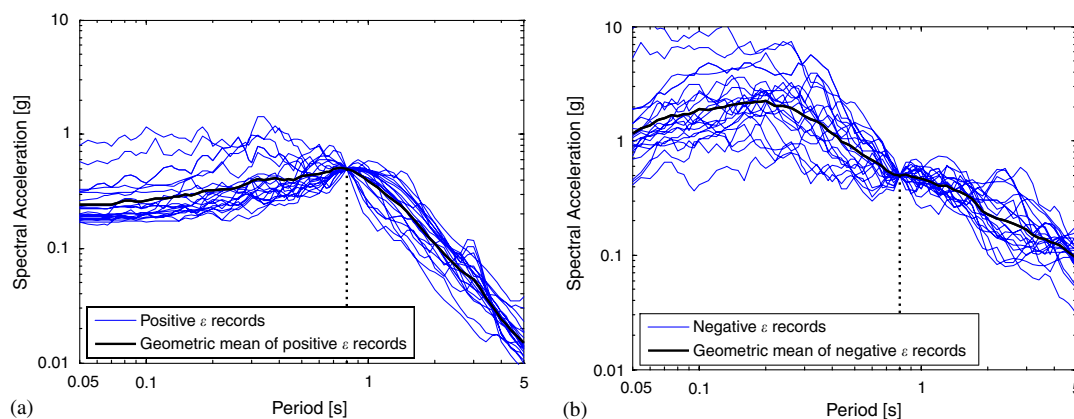 10
1
0.1
0.01
Spectral Acceleration [g]
Positive ε records
Geometric mean of positive ε records
0.05
0.1
1
5
Period [s]
(a)
10
1
0.1
0.01
Spectral Acceleration [g]
Negative ε records
Geometric mean of negative ε records
0.05
0.1
1
5
Period [s]
(b)